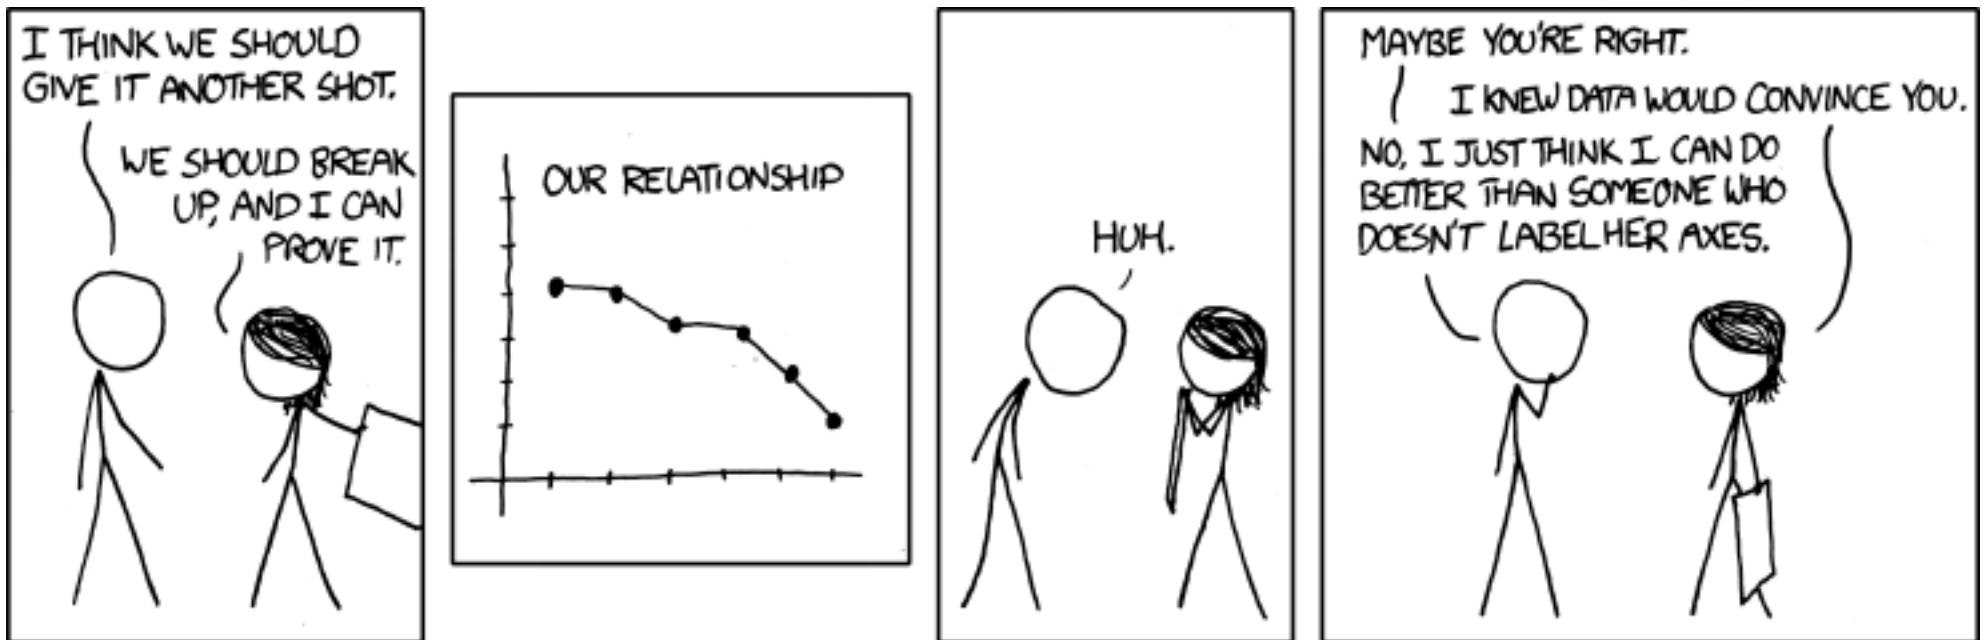 I THINK WE SHOULD
GIVE IT ANOTHER SHOT.
WE SHOULD BREAK
UP, AND I CAN
PROVE IT.
OUR RELATIONSHIP
HUH.
MAYBE YOU'RE RIGHT.
I KNEW DATA WOULD CONVINCE YOU.
NO, I JUST THINK I CAN DO
BETTER THAN SOMEONE WHO
DOESN'T LABEL HER AXES.